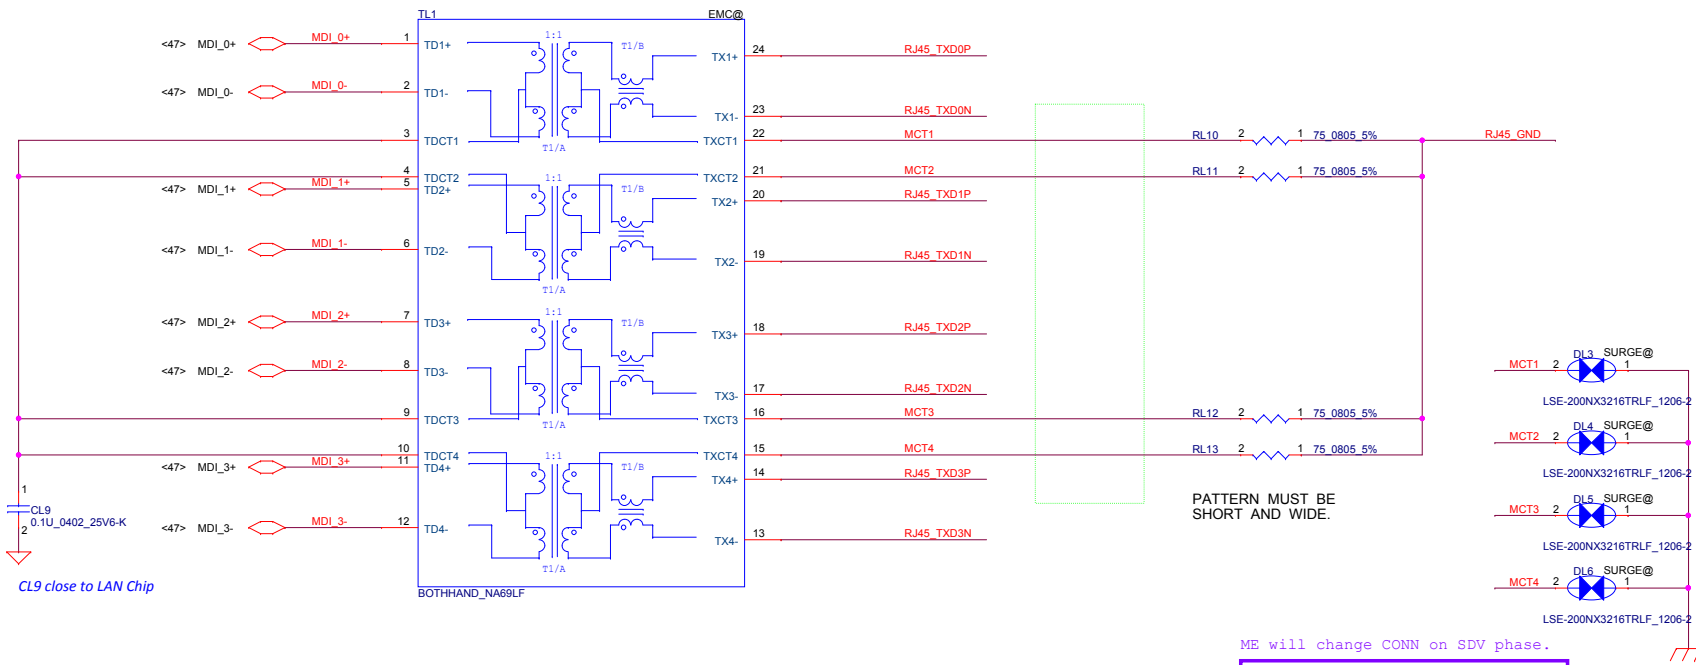 TL1 EMC@
<47> MDI_0+ MDI_0+ 1 TD1+ 1:1 T1/B TX1+ 24 RJ45_TXD0P
<47> MDI_0- MDI_0- 2 TD1- TX1- 23 RJ45_TXD0N
3 TDCT1 T1/A TXCT1 22 MCT1 RL10 2 1 75_0805_5% RJ45_GND
4 TDCT2 1:1 T1/B TXCT2 21 MCT2 RL11 2 1 75_0805_5%
<47> MDI_1+ MDI_1+ 5 TD2+ TX2+ 20 RJ45_TXD1P
<47> MDI_1- MDI_1- 6 TD2- TX2- 19 RJ45_TXD1N
T1/A
<47> MDI_2+ MDI_2+ 7 TD3+ 1:1 T1/B TX3+ 18 RJ45_TXD2P
<47> MDI_2- MDI_2- 8 TD3- TX3- 17 RJ45_TXD2N
9 TDCT3 T1/A TXCT3 16 MCT3 RL12 2 1 75_0805_5%
10 TDCT4 1:1 T1/B TXCT4 15 MCT4 RL13 2 1 75_0805_5%
<47> MDI_3+ MDI_3+ 11 TD4+ TX4+ 14 RJ45_TXD3P
<47> MDI_3- MDI_3- 12 TD4- TX4- 13 RJ45_TXD3N
T1/A
BOTHHAND_NA69LF
1
CL9
0.1U_0402_25V6-K
2
CL9 close to LAN Chip
PATTERN MUST BE
SHORT AND WIDE.
DL3 SURGE@
MCT1 2 1
LSE-200NX3216TRLF_1206-2
DL4 SURGE@
MCT2 2 1
LSE-200NX3216TRLF_1206-2
DL5 SURGE@
MCT3 2 1
LSE-200NX3216TRLF_1206-2
DL6 SURGE@
MCT4 2 1
LSE-200NX3216TRLF_1206-2
ME will change CONN on SDV phase.